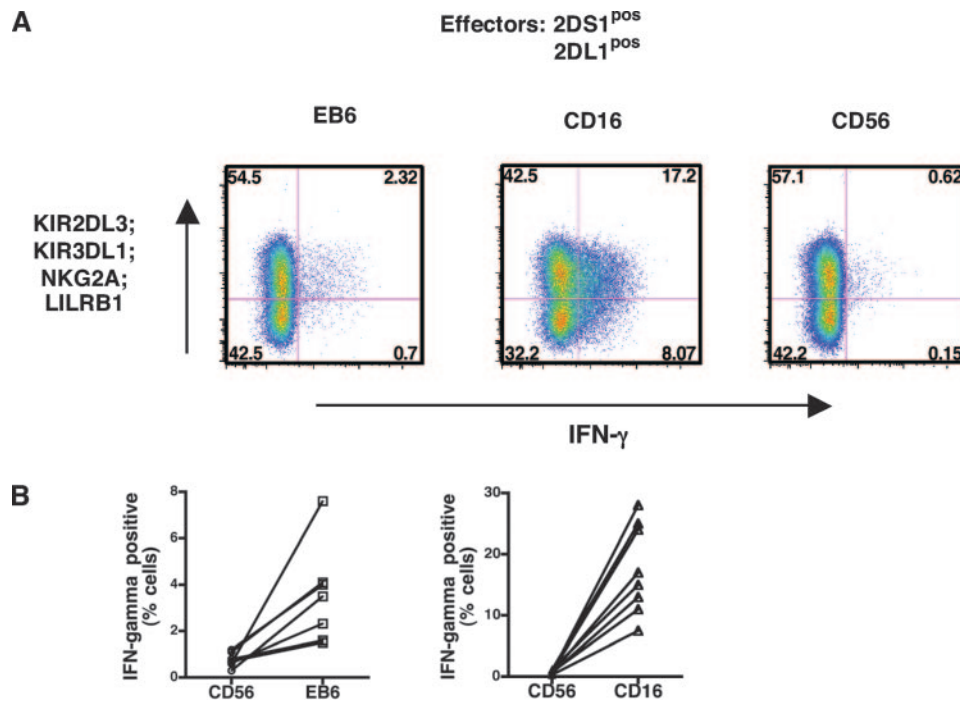 A
Effectors: 2DS1pos
2DL1pos
EB6
CD16
CD56
KIR2DL3;
KIR3DL1;
NKG2A;
LILRB1
54.5 2.32
42.5 0.7
42.5 17.2
32.2 8.07
57.1 0.62
42.2 0.15
IFN-γ
B
IFN-gamma positive
(% cells)
8
6
4
2
0
CD56 EB6
IFN-gamma positive
(% cells)
30
20
10
0
CD56 CD16